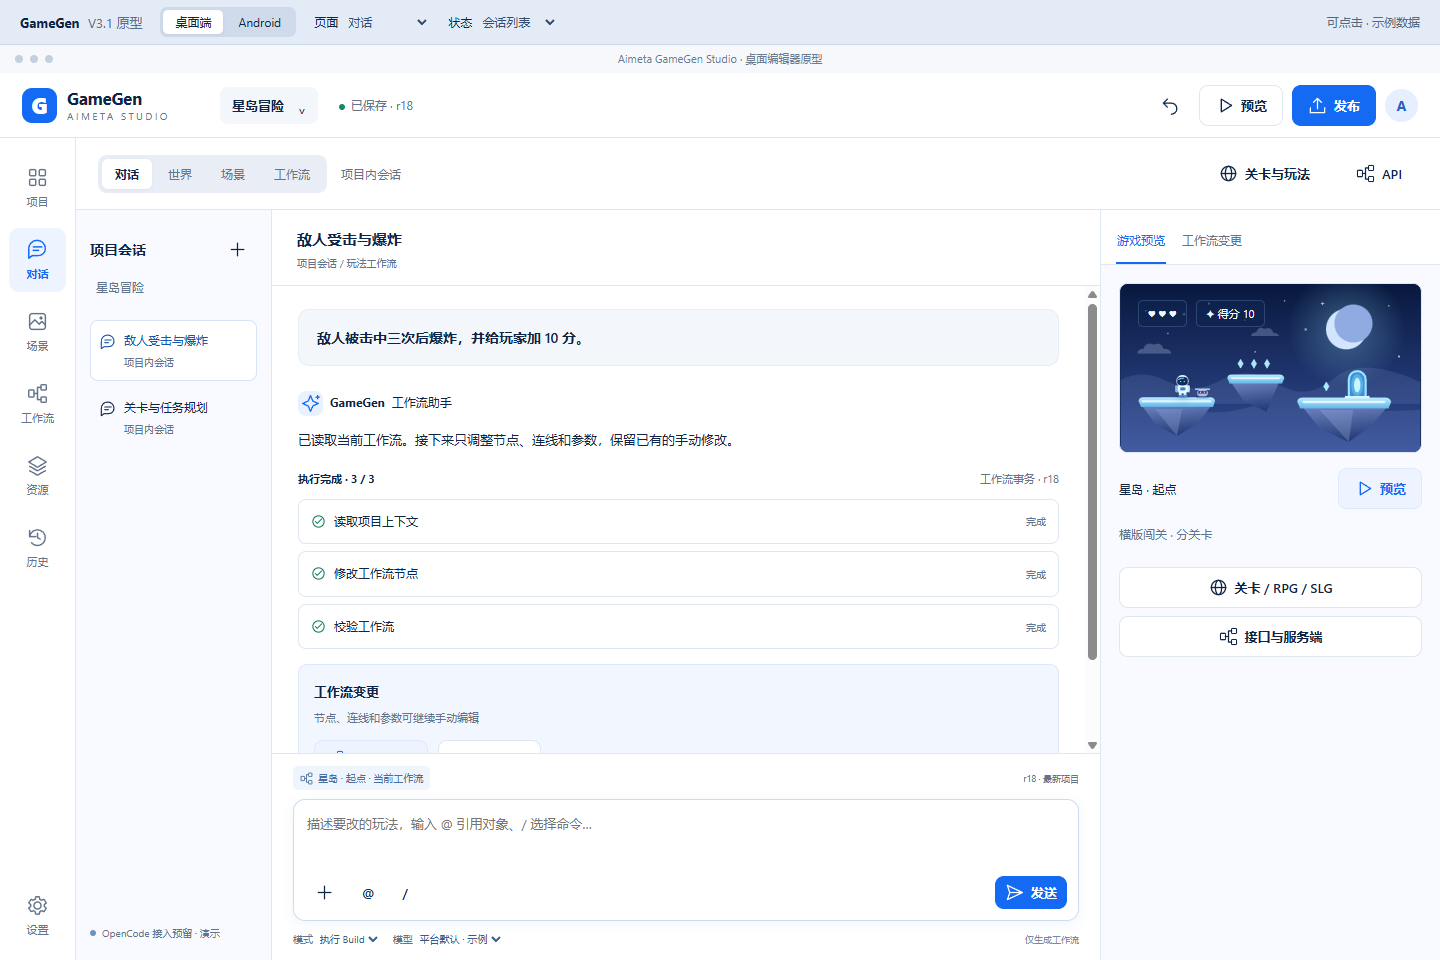 GameGen V3.1 原型 桌面端 Android 页面 对话 状态 会话列表 可点击 · 示例数据
Aimeta GameGen Studio · 桌面编辑器原型
G GameGen
AIMETA STUDIO
星岛冒险 已保存 · r18 预览 发布 A
对话 世界 场景 工作流 项目内会话 关卡与玩法 API
项目
对话
场景
工作流
资源
历史
设置
项目会话
星岛冒险
敌人受击与爆炸
项目内会话
关卡与任务规划
项目内会话
OpenCode 接入预留 · 演示
敌人受击与爆炸
项目会话 / 玩法工作流
敌人被击中三次后爆炸，并给玩家加 10 分。
GameGen 工作流助手
已读取当前工作流。接下来只调整节点、连线和参数，保留已有的手动修改。
执行完成 · 3 / 3 工作流事务 · r18
读取项目上下文 完成
修改工作流节点 完成
校验工作流 完成
工作流变更
节点、连线和参数可继续手动编辑
星岛 · 起点 · 当前工作流 r18 · 最新项目
描述要改的玩法，输入 @ 引用对象、/ 选择命令...
@ / 发送
模式 执行 Build 模型 平台默认 · 示例 仅生成工作流
游戏预览 工作流变更
得分 10
星岛 · 起点 预览
横版闯关 · 分关卡
关卡 / RPG / SLG
接口与服务端